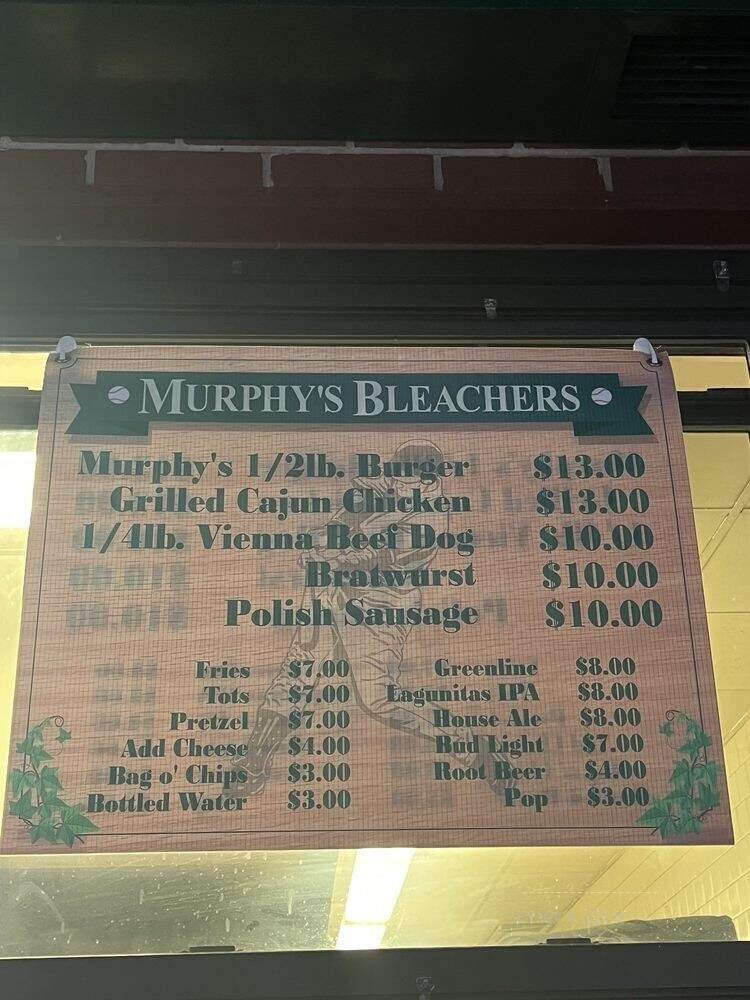 MURPHY'S BLEACHERS
Murphy's 1/2lb. Burger $13.00
Grilled Cajun Chicken $13.00
1/4lb. Vienna Beef Dog $10.00
Bratwurst $10.00
Polish Sausage $10.00
Fries $7.00
Tots $7.00
Pretzel $7.00
Add Cheese $4.00
Bag o' Chips $3.00
Bottled Water $3.00
Greenline $8.00
Lagunitas IPA $8.00
House Ale $8.00
Bud Light $7.00
Root Beer $4.00
Pop $3.00